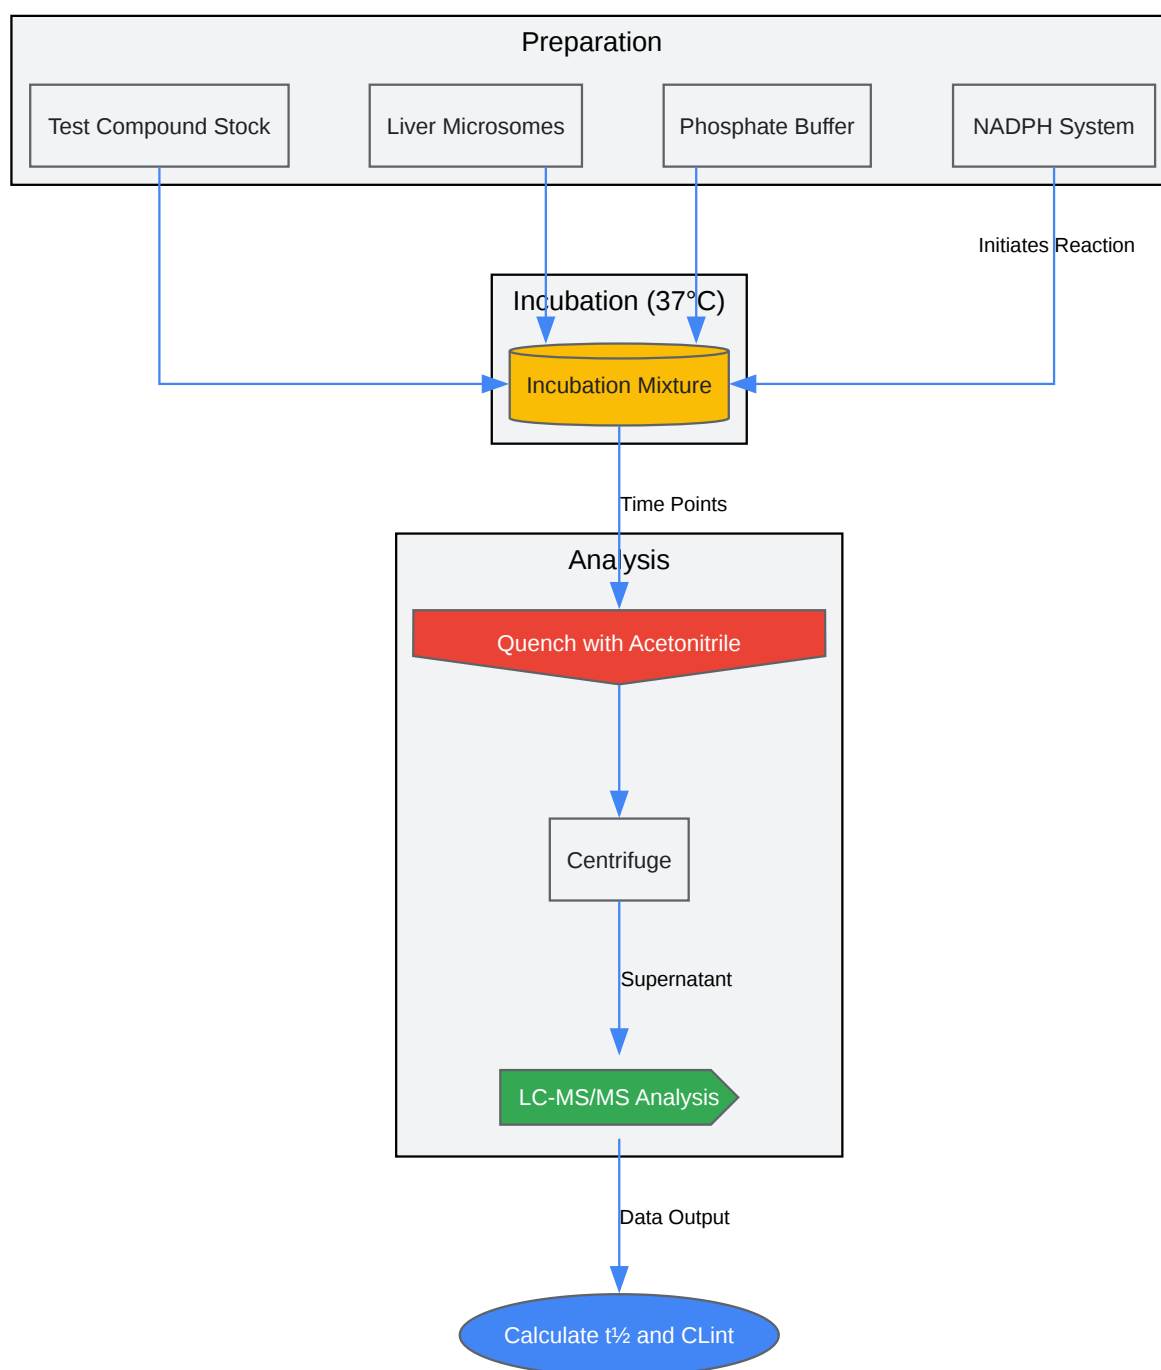 Preparation
Test Compound Stock
Liver Microsomes
Phosphate Buffer
NADPH System
Initiates Reaction
Incubation (37°C)
Incubation Mixture
Time Points
Analysis
Quench with Acetonitrile
Centrifuge
Supernatant
LC-MS/MS Analysis
Data Output
Calculate t½ and CLint